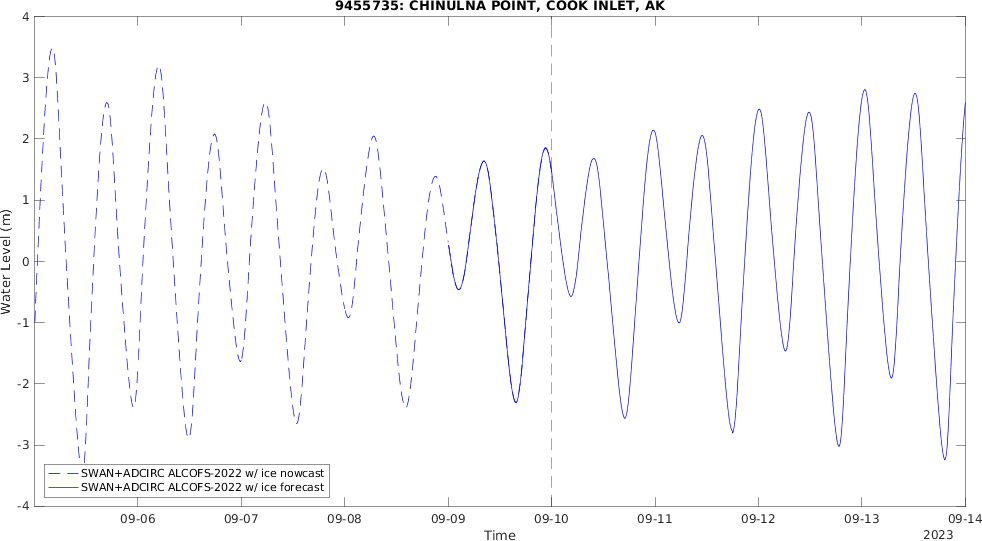 9455735: CHINULNA POINT, COOK INLET, AK
4
3
2
1
0
-1
-2
-3
-4
Water Level (m)
SWAN+ADCIRC ALCOFS-2022 w/ ice nowcast
SWAN+ADCIRC ALCOFS-2022 w/ ice forecast
09-06 09-07 09-08 09-09 09-10 09-11 09-12 09-13 09-14
Time
2023